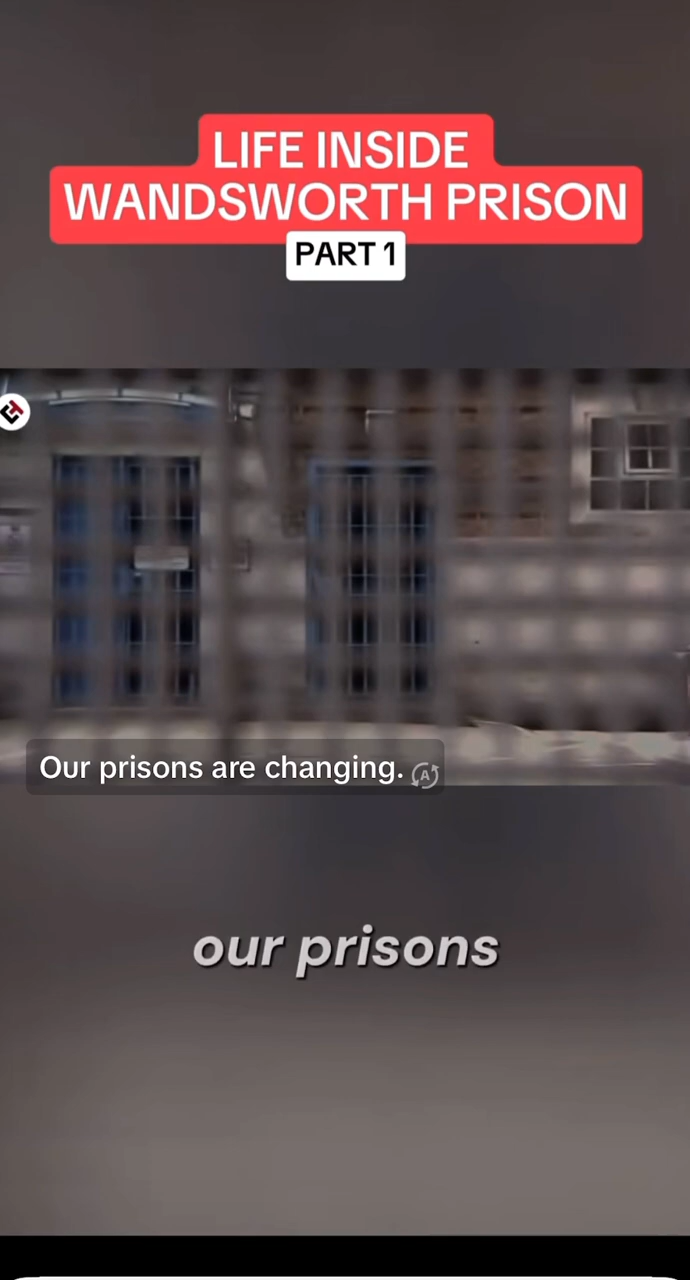 LIFE INSIDE
WANDSWORTH PRISON
PART 1
Our prisons are changing.
our prisons